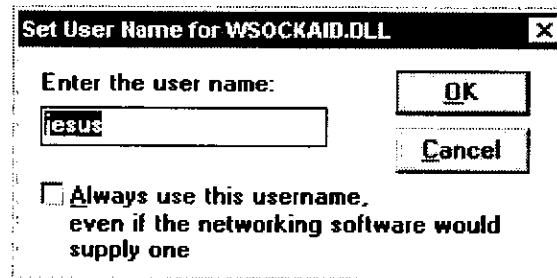 Set User Name for WSOCKAID.DLL
Enter the user name:
OK
jesus
Cancel
Always use this username,
even if the networking software would
supply one